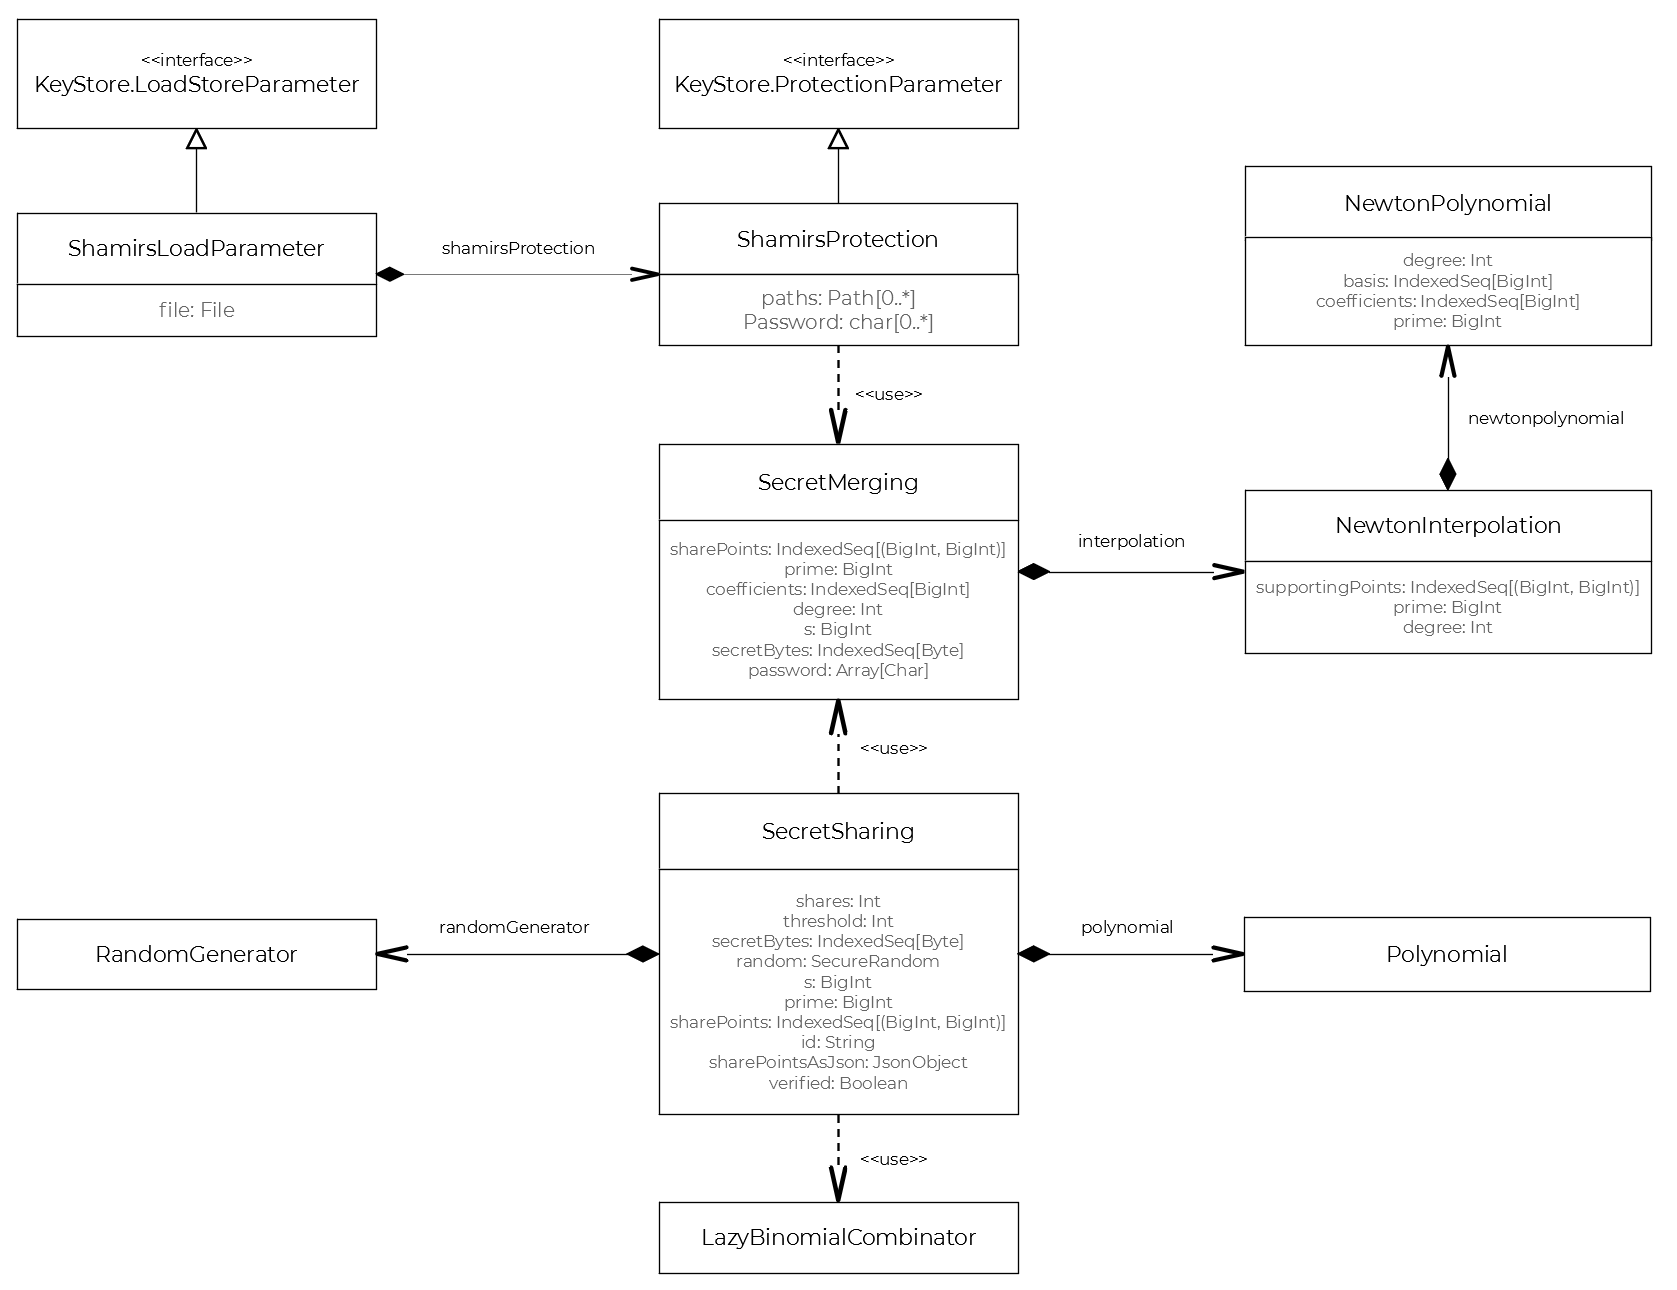 <<interface>>
KeyStore.LoadStoreParameter
<<interface>>
KeyStore.ProtectionParameter
ShamirsLoadParameter
file: File
shamirsProtection
ShamirsProtection
paths: Path[0..*]
Password: char[0..*]
NewtonPolynomial
degree: Int
basis: IndexedSeq[BigInt]
coefficients: IndexedSeq[BigInt]
prime: BigInt
<<use>>
newtonpolynomial
SecretMerging
sharePoints: IndexedSeq[(BigInt, BigInt)]
prime: BigInt
coefficients: IndexedSeq[BigInt]
degree: Int
s: BigInt
secretBytes: IndexedSeq[Byte]
password: Array[Char]
interpolation
NewtonInterpolation
supportingPoints: IndexedSeq[(BigInt, BigInt)]
prime: BigInt
degree: Int
<<use>>
SecretSharing
shares: Int
threshold: Int
secretBytes: IndexedSeq[Byte]
random: SecureRandom
s: BigInt
prime: BigInt
sharePoints: IndexedSeq[(BigInt, BigInt)]
id: String
sharePointsAsJson: JsonObject
verified: Boolean
randomGenerator
RandomGenerator
polynomial
Polynomial
<<use>>
LazyBinomialCombinator